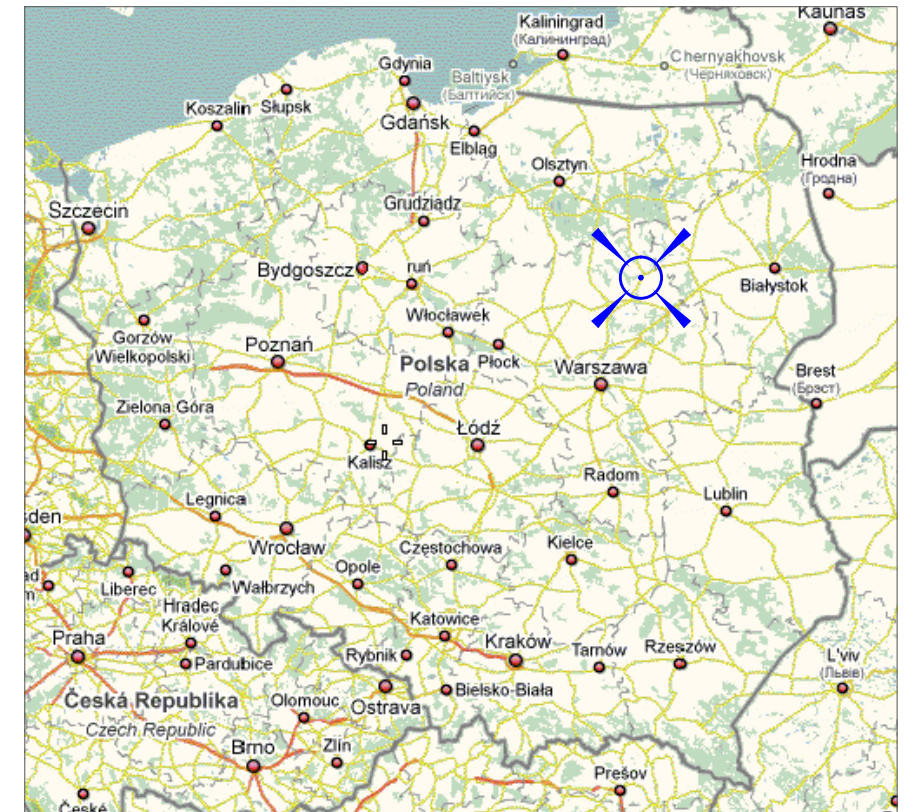 Kaliningrad
(Калининград)
Kaunas
Gdynia
Baltiysk
(Балтийск)
Chernyakhovsk
(Черняховск)
Koszalin
Słupsk
Gdańsk
Elbląg
Olsztyn
Hrodna
(Гродна)
Szczecin
Grudziądz
Bydgoszcz
ruń
Białystok
Włocławek
Gorzów
Wielkopolski
Poznań
Polska
Płock
Poland
Warszawa
Brest
(Брэст)
Zielona Góra
Łódź
Kalisz
Radom
Legnica
Lublin
sden
Wrocław
Częstochowa
Kielce
Opole
ad
m
Liberec
Wałbrzych
Hradec
Králové
Katowice
Praha
Kraków
Rybnik
Tarnów
Rzeszów
L'viv
(Львів)
Pardubice
Bielsko-Biała
Česká Republika
Olomouc
Ostrava
Czech Republic
Brno
Zlín
Prešov
České